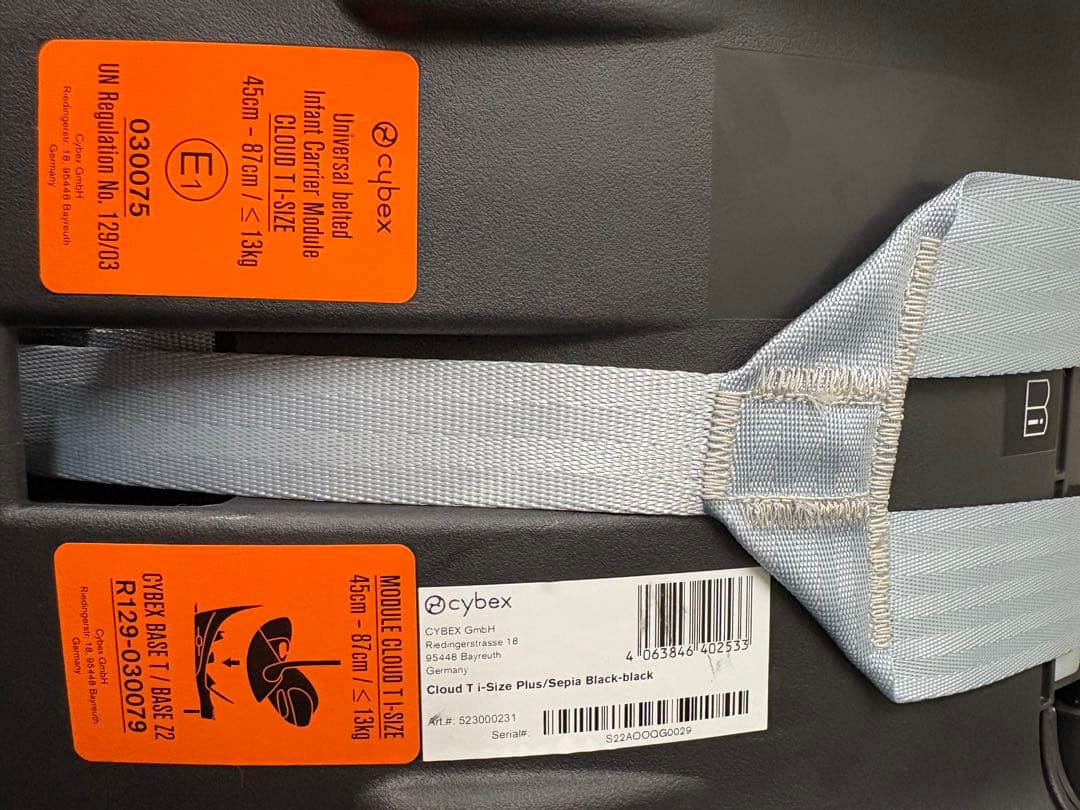 cybex
Universal belted
Infant Carrier Module
CLOUD T I-SIZE
45cm - 87cm / ≤ 13kg
E1
030075
UN Regulation No. 129/03
Cybex GmbH
Riedingerstr. 18, 95448 Bayreuth
Germany
MODULE CLOUD T I-SIZE
45cm - 87cm / ≤ 13kg
CYBEX BASE T / BASE Z2
R129-030079
Cybex GmbH
Riedingerstr. 18, 95448 Bayreuth
Germany
cybex
CYBEX GmbH
Riedingerstrasse 18
95448 Bayreuth
Germany
4 063846 402533
Cloud T i-Size Plus/Sepia Black-black
Art.#: 523000231
Serial#:
S22AOOQG0029
i